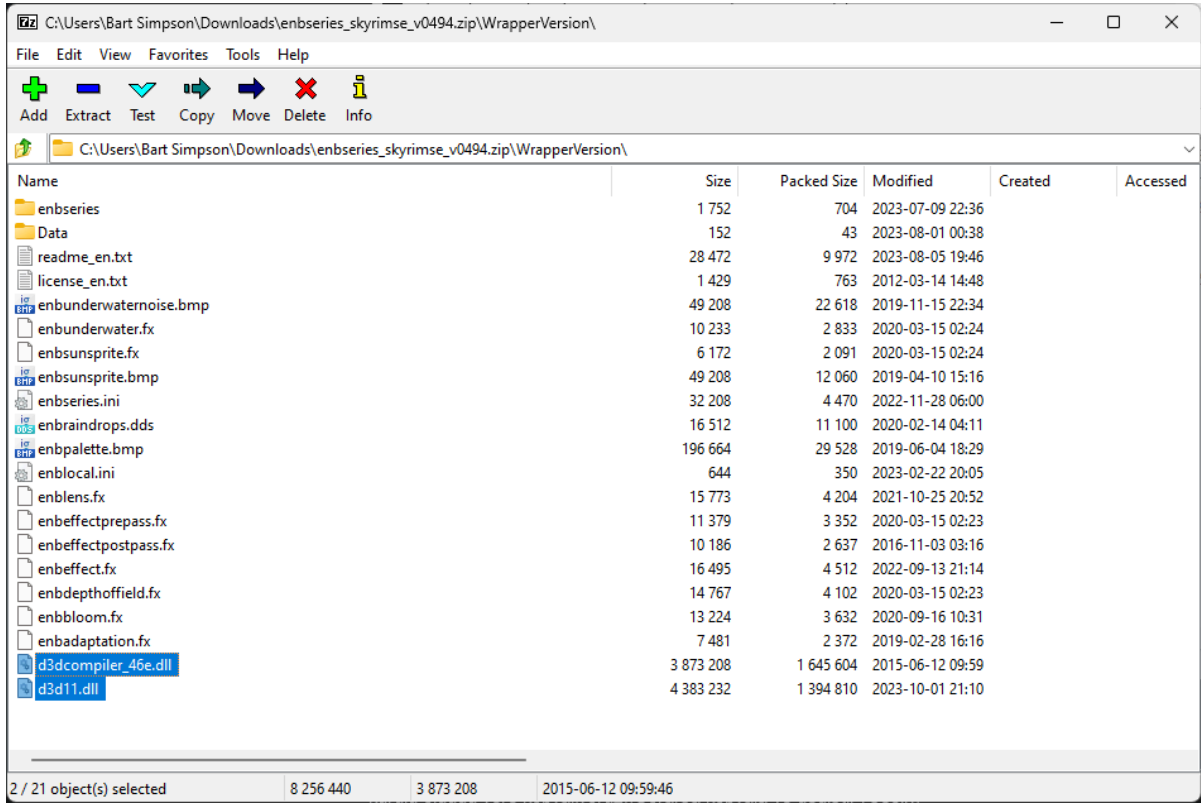 C:\Users\Bart Simpson\Downloads\enbseries_skyrimse_v0494.zip\WrapperVersion\
File Edit View Favorites Tools Help
Add Extract Test Copy Move Delete Info
C:\Users\Bart Simpson\Downloads\enbseries_skyrimse_v0494.zip\WrapperVersion\
Name Size Packed Size Modified Created Accessed
enbseries 1 752 704 2023-07-09 22:36
Data 152 43 2023-08-01 00:38
readme_en.txt 28 472 9 972 2023-08-05 19:46
license_en.txt 1 429 763 2012-03-14 14:48
enbunderwaternoise.bmp 49 208 22 618 2019-11-15 22:34
enbunderwater.fx 10 233 2 833 2020-03-15 02:24
enbsunsprite.fx 6 172 2 091 2020-03-15 02:24
enbsunsprite.bmp 49 208 12 060 2019-04-10 15:16
enbseries.ini 32 208 4 470 2022-11-28 06:00
enbraindrops.dds 16 512 11 100 2020-02-14 04:11
enbpalette.bmp 196 664 29 528 2019-06-04 18:29
enblocal.ini 644 350 2023-02-22 20:05
enblens.fx 15 773 4 204 2021-10-25 20:52
enbeffectprepass.fx 11 379 3 352 2020-03-15 02:23
enbeffectpostpass.fx 10 186 2 637 2016-11-03 03:16
enbeffect.fx 16 495 4 512 2022-09-13 21:14
enbdepthoffield.fx 14 767 4 102 2020-03-15 02:23
enbbloom.fx 13 224 3 632 2020-09-16 10:31
enbadaptation.fx 7 481 2 372 2019-02-28 16:16
d3dcompiler_46e.dll 3 873 208 1 645 604 2015-06-12 09:59
d3d11.dll 4 383 232 1 394 810 2023-10-01 21:10
2 / 21 object(s) selected 8 256 440 3 873 208 2015-06-12 09:59:46